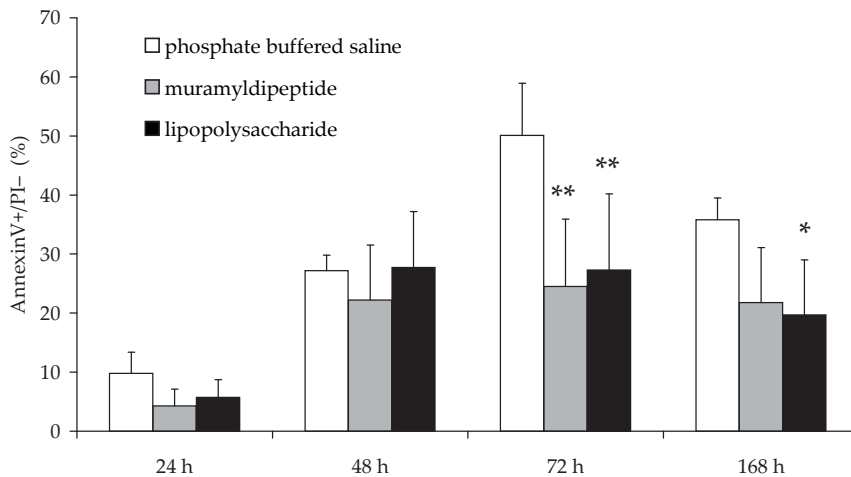 70
60
50
40
30
20
10
0
AnnexinV+/PI– (%)
phosphate buffered saline
muramyldipeptide
lipopolysaccharide
**
**
*
24 h
48 h
72 h
168 h